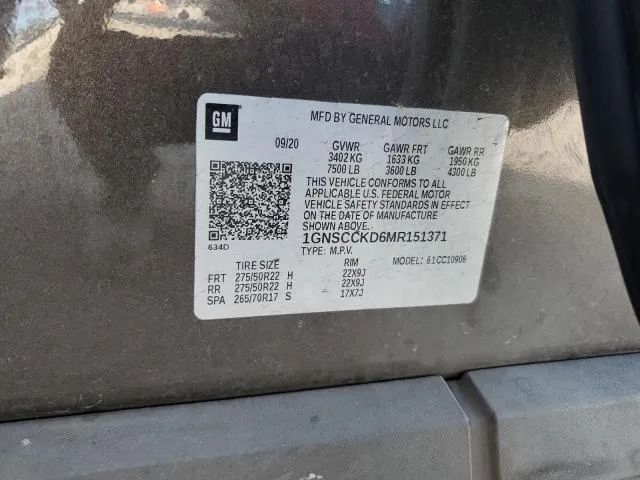 GM
MFD BY GENERAL MOTORS LLC
09/20 GVWR GAWR FRT GAWR RR
3402 KG 1633 KG 1950 KG
7500 LB 3600 LB 4300 LB
THIS VEHICLE CONFORMS TO ALL
APPLICABLE U.S. FEDERAL MOTOR
VEHICLE SAFETY STANDARDS IN EFFECT
ON THE DATE OF MANUFACTURE
SHOWN ABOVE.
1GNSCCKD6MR151371
634D
TYPE: M.P.V. MODEL: 61CC10906
TIRE SIZE RIM
FRT 275/50R22 H 22X9J
RR 275/50R22 H 22X9J
SPA 265/70R17 S 17X7J